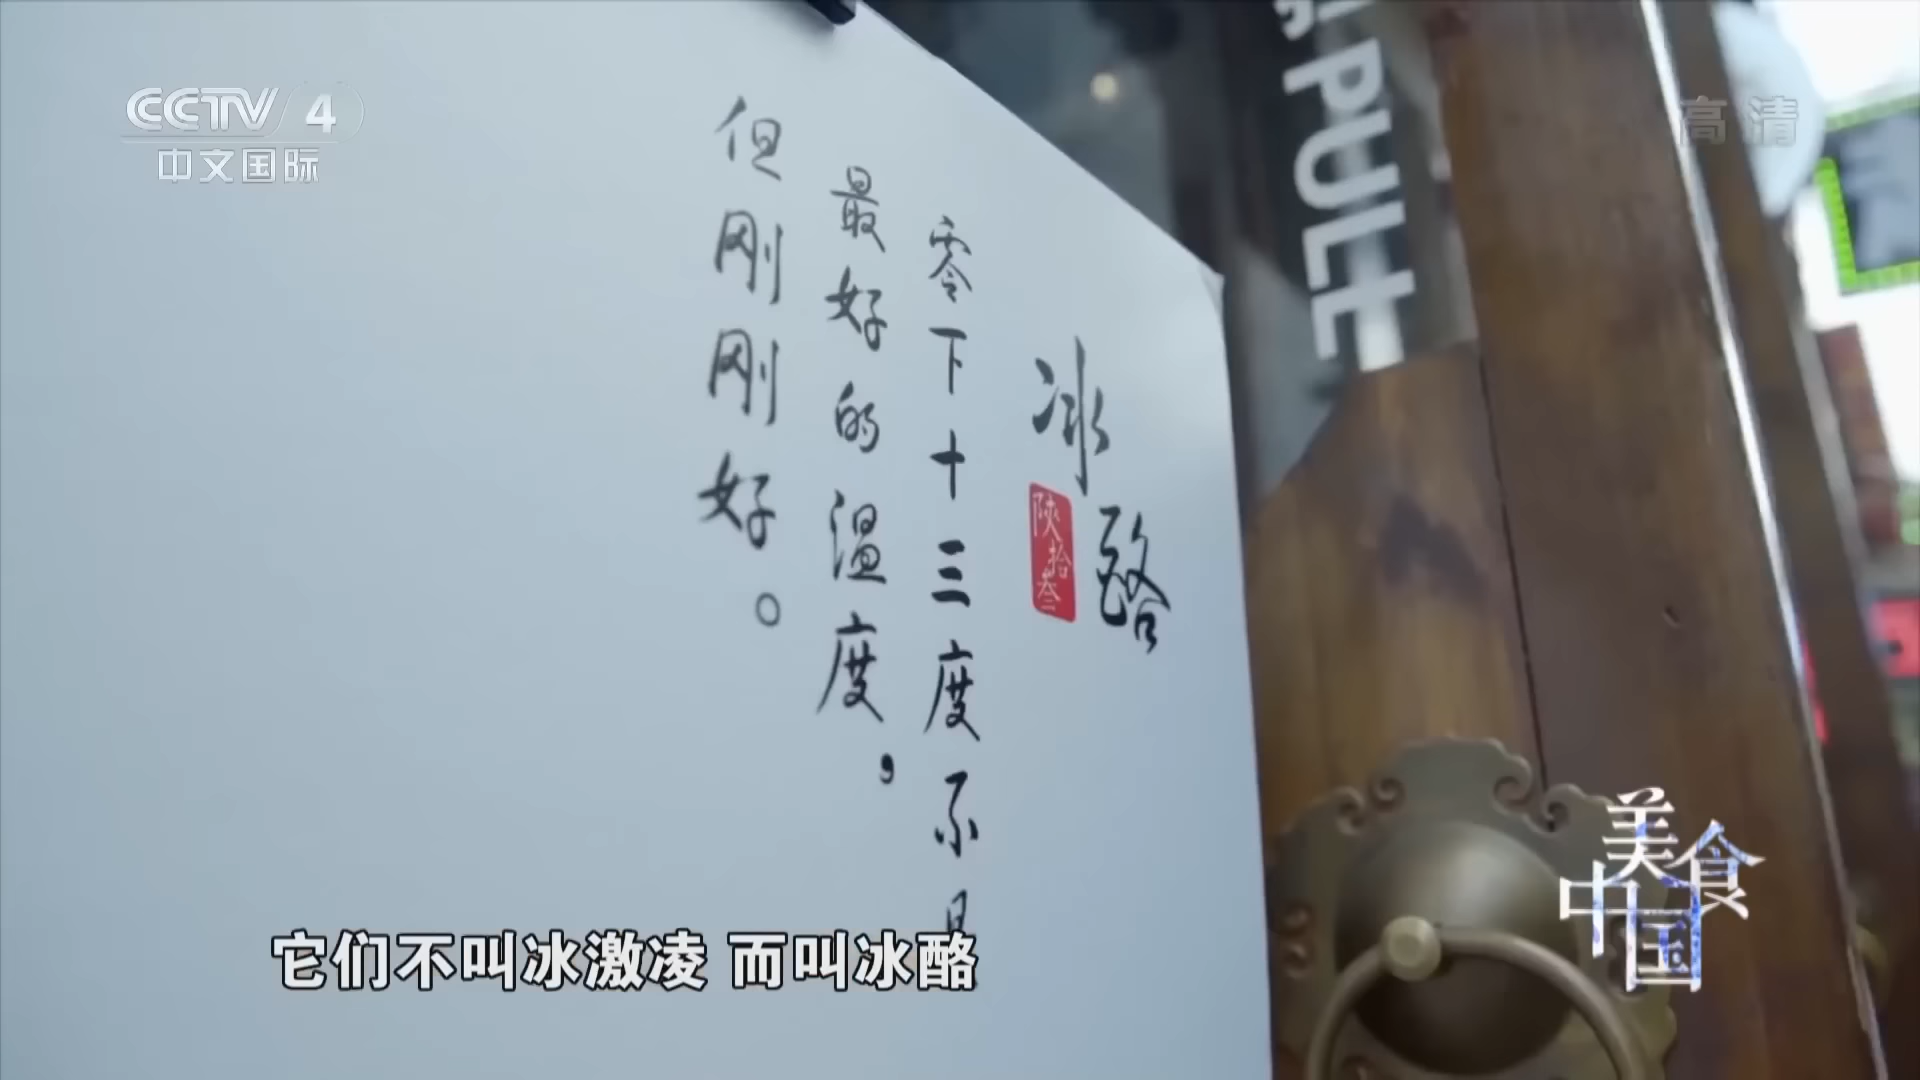 CCTV 4
中文国际
高清
PULL
冰酪
陕拾叁
零下十三度不是
最好的温度，
但刚刚好。
它们不叫冰激凌 而叫冰酪
美食中国